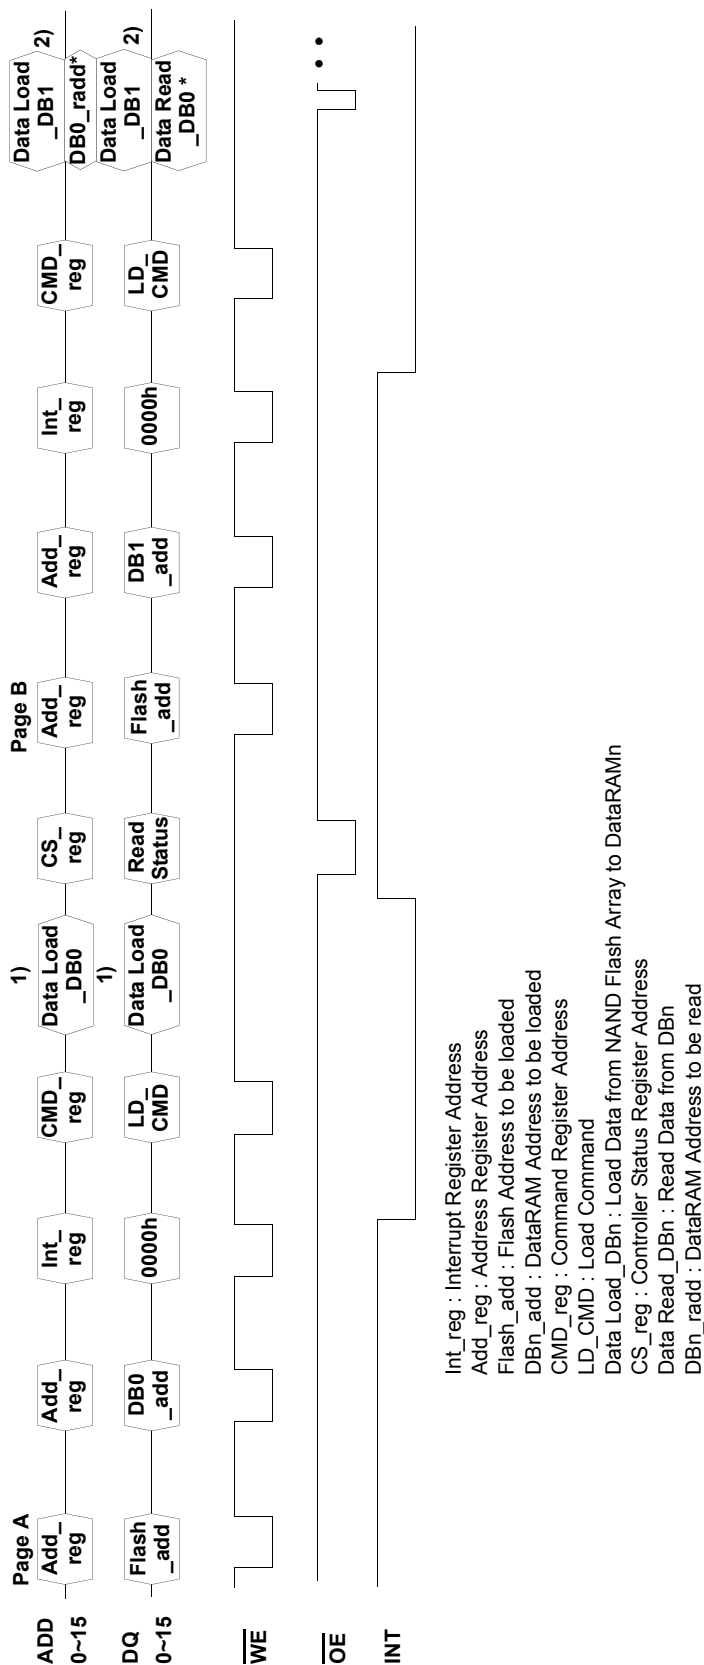 Page A
Page B
ADD
0~15
Add_
reg
Add_
reg
Int_
reg
CMD_
reg
1)
Data Load
_DB0
CS_
reg
Add_
reg
Add_
reg
Int_
reg
CMD_
reg
Data Load
_DB1
2)
DB0_radd*
DQ
0~15
Flash
_add
DB0
_add
0000h
LD_
CMD
1)
Data Load
_DB0
Read
Status
Flash
_add
DB1
_add
0000h
LD_
CMD
Data Load
_DB1
2)
Data Read
_DB0 *
WE
OE
INT
Int_reg : Interrupt Register Address
Add_reg : Address Register Address
Flash_add : Flash Address to be loaded
DBn_add : DataRAM Address to be loaded
CMD_reg : Command Register Address
LD_CMD : Load Command
Data Load_DBn : Load Data from NAND Flash Array to DataRAMn
CS_reg : Controller Status Register Address
Data Read_DBn : Read Data from DBn
DBn_radd : DataRAM Address to be read